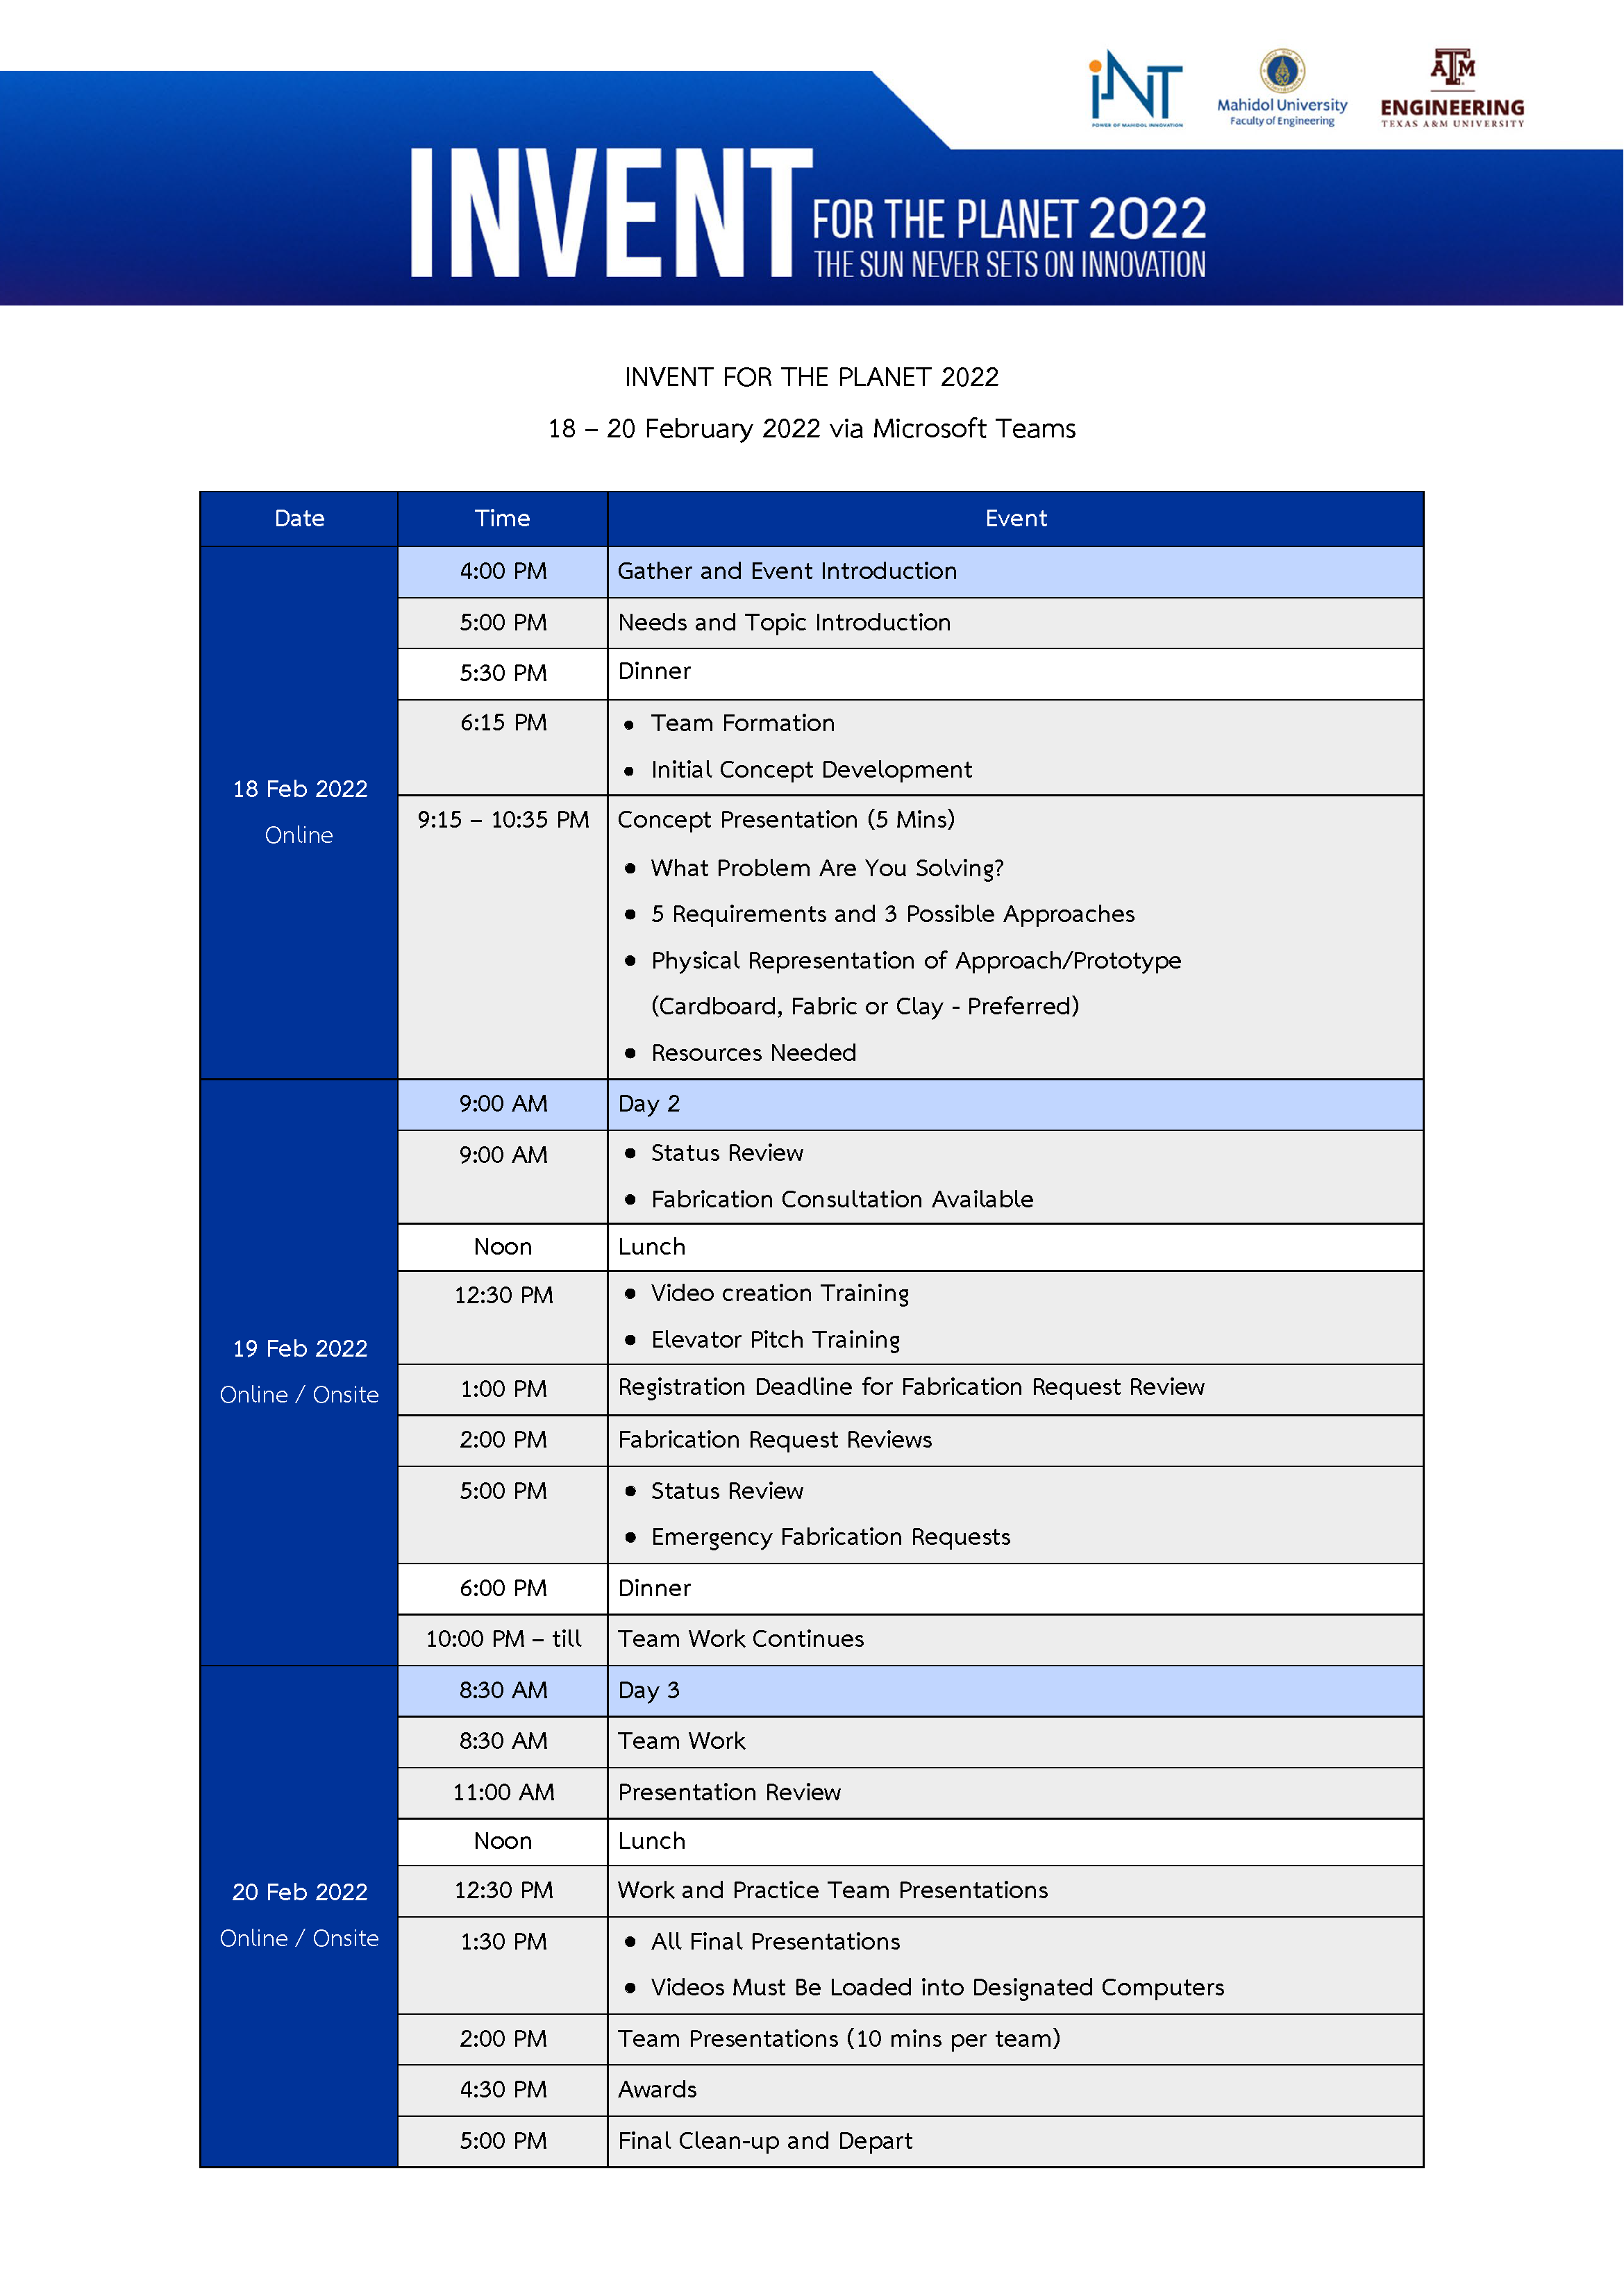 iNT
POWER OF MAHIDOL INNOVATION
Mahidol University
Faculty of Engineering
ATM
ENGINEERING
TEXAS A&M UNIVERSITY
INVENT FOR THE PLANET 2022
THE SUN NEVER SETS ON INNOVATION
INVENT FOR THE PLANET 2022
18 – 20 February 2022 via Microsoft Teams
Date Time Event
18 Feb 2022
Online
4:00 PM Gather and Event Introduction
5:00 PM Needs and Topic Introduction
5:30 PM Dinner
6:15 PM • Team Formation
• Initial Concept Development
9:15 – 10:35 PM Concept Presentation (5 Mins)
• What Problem Are You Solving?
• 5 Requirements and 3 Possible Approaches
• Physical Representation of Approach/Prototype
(Cardboard, Fabric or Clay - Preferred)
• Resources Needed
19 Feb 2022
Online / Onsite
9:00 AM Day 2
9:00 AM • Status Review
• Fabrication Consultation Available
Noon Lunch
12:30 PM • Video creation Training
• Elevator Pitch Training
1:00 PM Registration Deadline for Fabrication Request Review
2:00 PM Fabrication Request Reviews
5:00 PM • Status Review
• Emergency Fabrication Requests
6:00 PM Dinner
10:00 PM – till Team Work Continues
20 Feb 2022
Online / Onsite
8:30 AM Day 3
8:30 AM Team Work
11:00 AM Presentation Review
Noon Lunch
12:30 PM Work and Practice Team Presentations
1:30 PM • All Final Presentations
• Videos Must Be Loaded into Designated Computers
2:00 PM Team Presentations (10 mins per team)
4:30 PM Awards
5:00 PM Final Clean-up and Depart